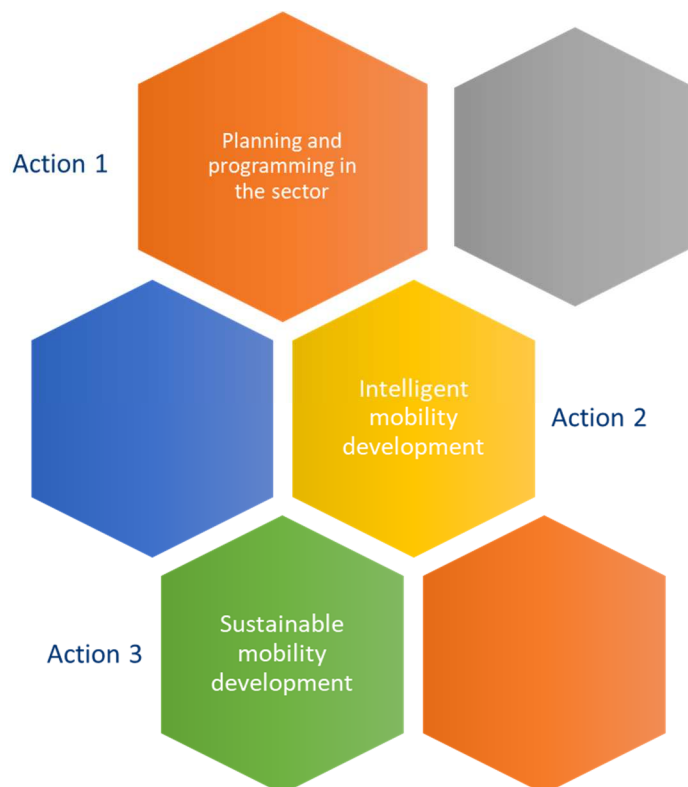 Action 1
Planning and
programming in
the sector
Intelligent
mobility
development
Action 2
Action 3
Sustainable
mobility
development